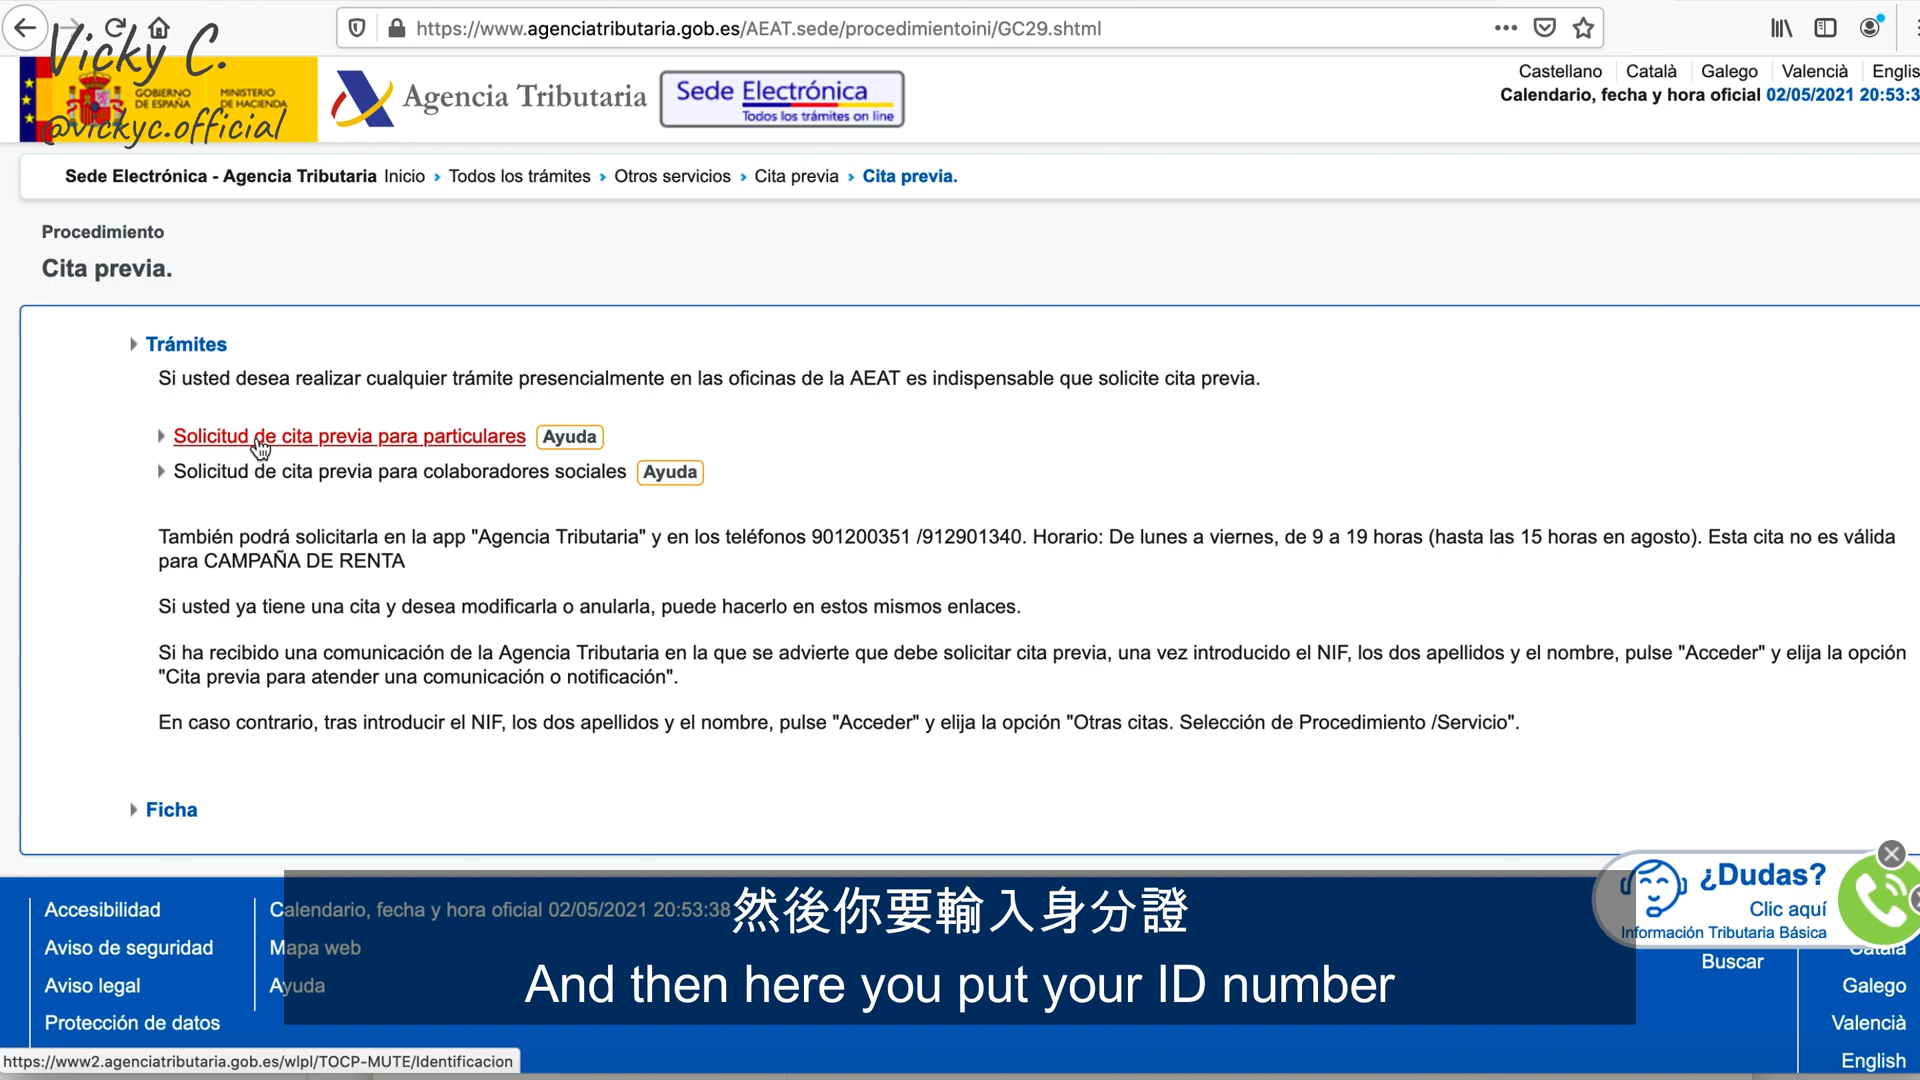 https://www.agenciatributaria.gob.es/AEAT.sede/procedimientoini/GC29.shtml
Vicky C.
@vickyc.official
GOBIERNO DE ESPAÑA
MINISTERIO DE HACIENDA
Agencia Tributaria
Sede Electrónica
Todos los trámites on line
Castellano
Català
Galego
Valencià
Calendario, fecha y hora oficial 02/05/2021 20:53:3
Sede Electrónica - Agencia Tributaria Inicio › Todos los trámites › Otros servicios › Cita previa › Cita previa.
Procedimiento
Cita previa.
Trámites
Si usted desea realizar cualquier trámite presencialmente en las oficinas de la AEAT es indispensable que solicite cita previa.
Solicitud de cita previa para particulares Ayuda
Solicitud de cita previa para colaboradores sociales Ayuda
También podrá solicitarla en la app "Agencia Tributaria" y en los teléfonos 901200351 /912901340. Horario: De lunes a viernes, de 9 a 19 horas (hasta las 15 horas en agosto). Esta cita no es válida
para CAMPAÑA DE RENTA
Si usted ya tiene una cita y desea modificarla o anularla, puede hacerlo en estos mismos enlaces.
Si ha recibido una comunicación de la Agencia Tributaria en la que se advierte que debe solicitar cita previa, una vez introducido el NIF, los dos apellidos y el nombre, pulse "Acceder" y elija la opción
"Cita previa para atender una comunicación o notificación".
En caso contrario, tras introducir el NIF, los dos apellidos y el nombre, pulse "Acceder" y elija la opción "Otras citas. Selección de Procedimiento /Servicio".
Ficha
¿Dudas?
Clic aquí
Información Tributaria Básica
Accesibilidad
Aviso de seguridad
Aviso legal
Protección de datos
Calendario, fecha y hora oficial 02/05/2021 20:53:38
Mapa web
Ayuda
然後你要輸入身分證
And then here you put your ID number
Buscar
Català
Galego
Valencià
English
https://www2.agenciatributaria.gob.es/wlpl/TOCP-MUTE/Identificacion